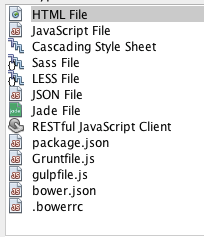 HTML File
JavaScript File
Cascading Style Sheet
Sass File
LESS File
JSON File
Jade File
RESTful JavaScript Client
package.json
Gruntfile.js
gulpfile.js
bower.json
.bowerrc